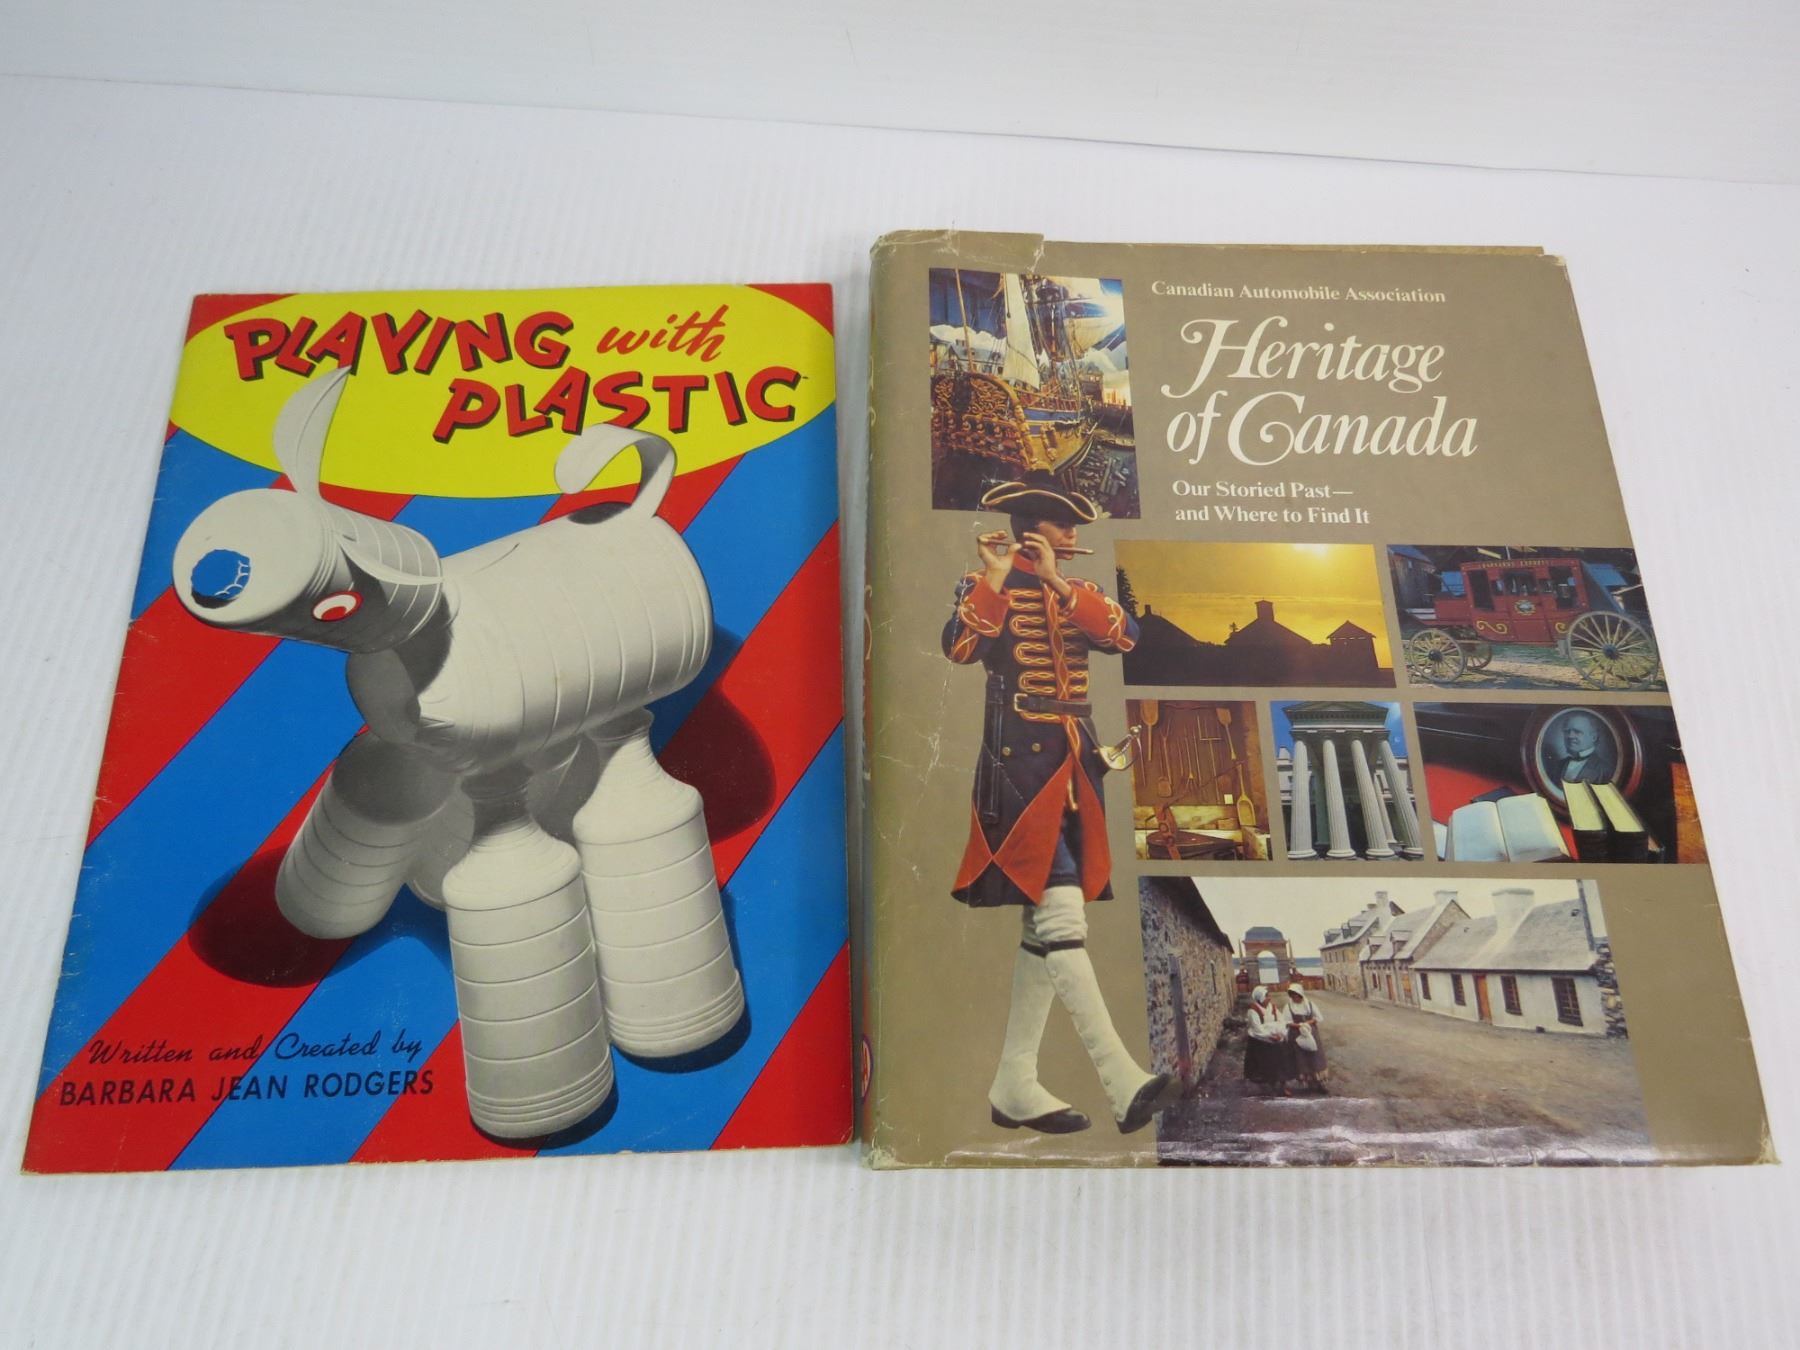 PLAYING with
PLASTIC
Written and Created by
BARBARA JEAN RODGERS
Canadian Automobile Association
Heritage
of Canada
Our Storied Past—
and Where to Find It